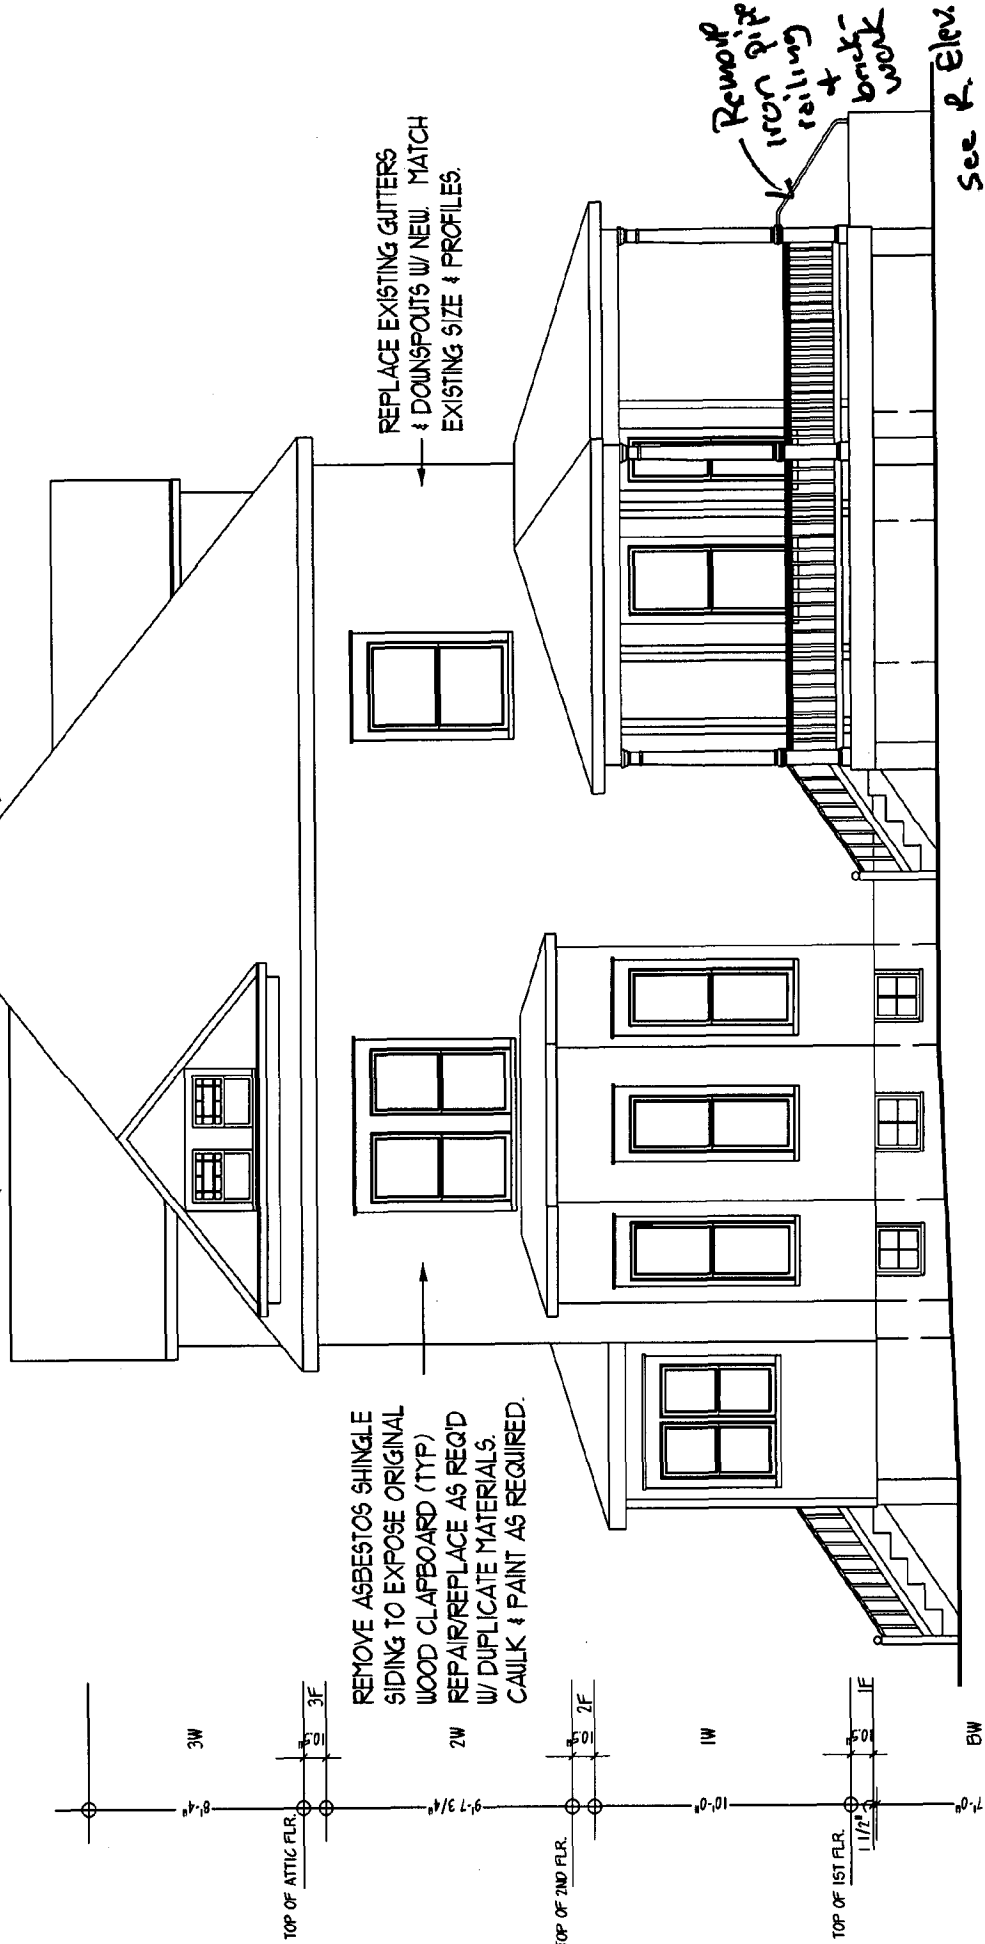 REPLACE EXISTING GUTTERS
& DOWNSPOUTS W/ NEW. MATCH
EXISTING SIZE & PROFILES.
Remove
iron pipe
railing
+
brick-
work
See R. Elev.
REMOVE ASBESTOS SHINGLE
SIDING TO EXPOSE ORIGINAL
WOOD CLAPBOARD (TYP)
REPAIR/REPLACE AS REQ'D
W/ DUPLICATE MATERIALS.
CAULK & PAINT AS REQUIRED.
3W
8'-4"
TOP OF ATTIC FLR.
10.5"
3F
2W
9'-7 3/4"
TOP OF 2ND FLR.
10.5"
2F
1W
10'-0"
TOP OF 1ST FLR.
10.5"
1F
1 1/2"
BW
7'-0"